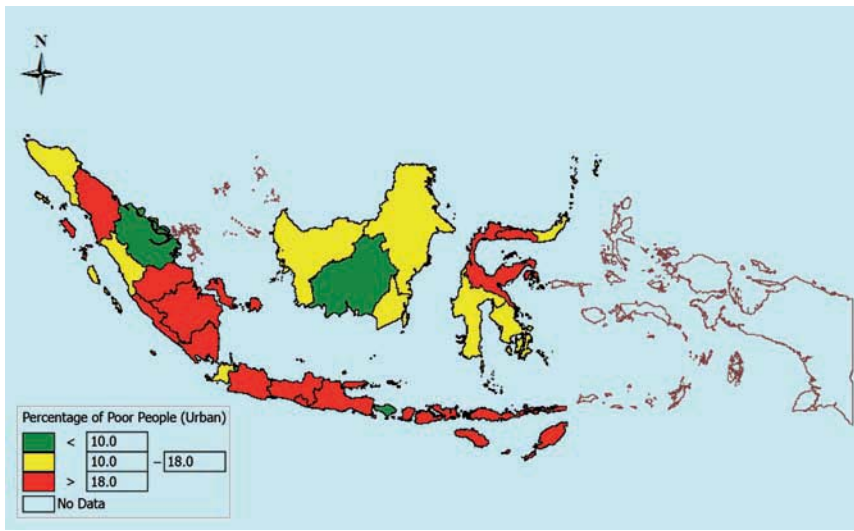 N
Percentage of Poor People (Urban)
< 10.0
10.0 – 18.0
> 18.0
No Data